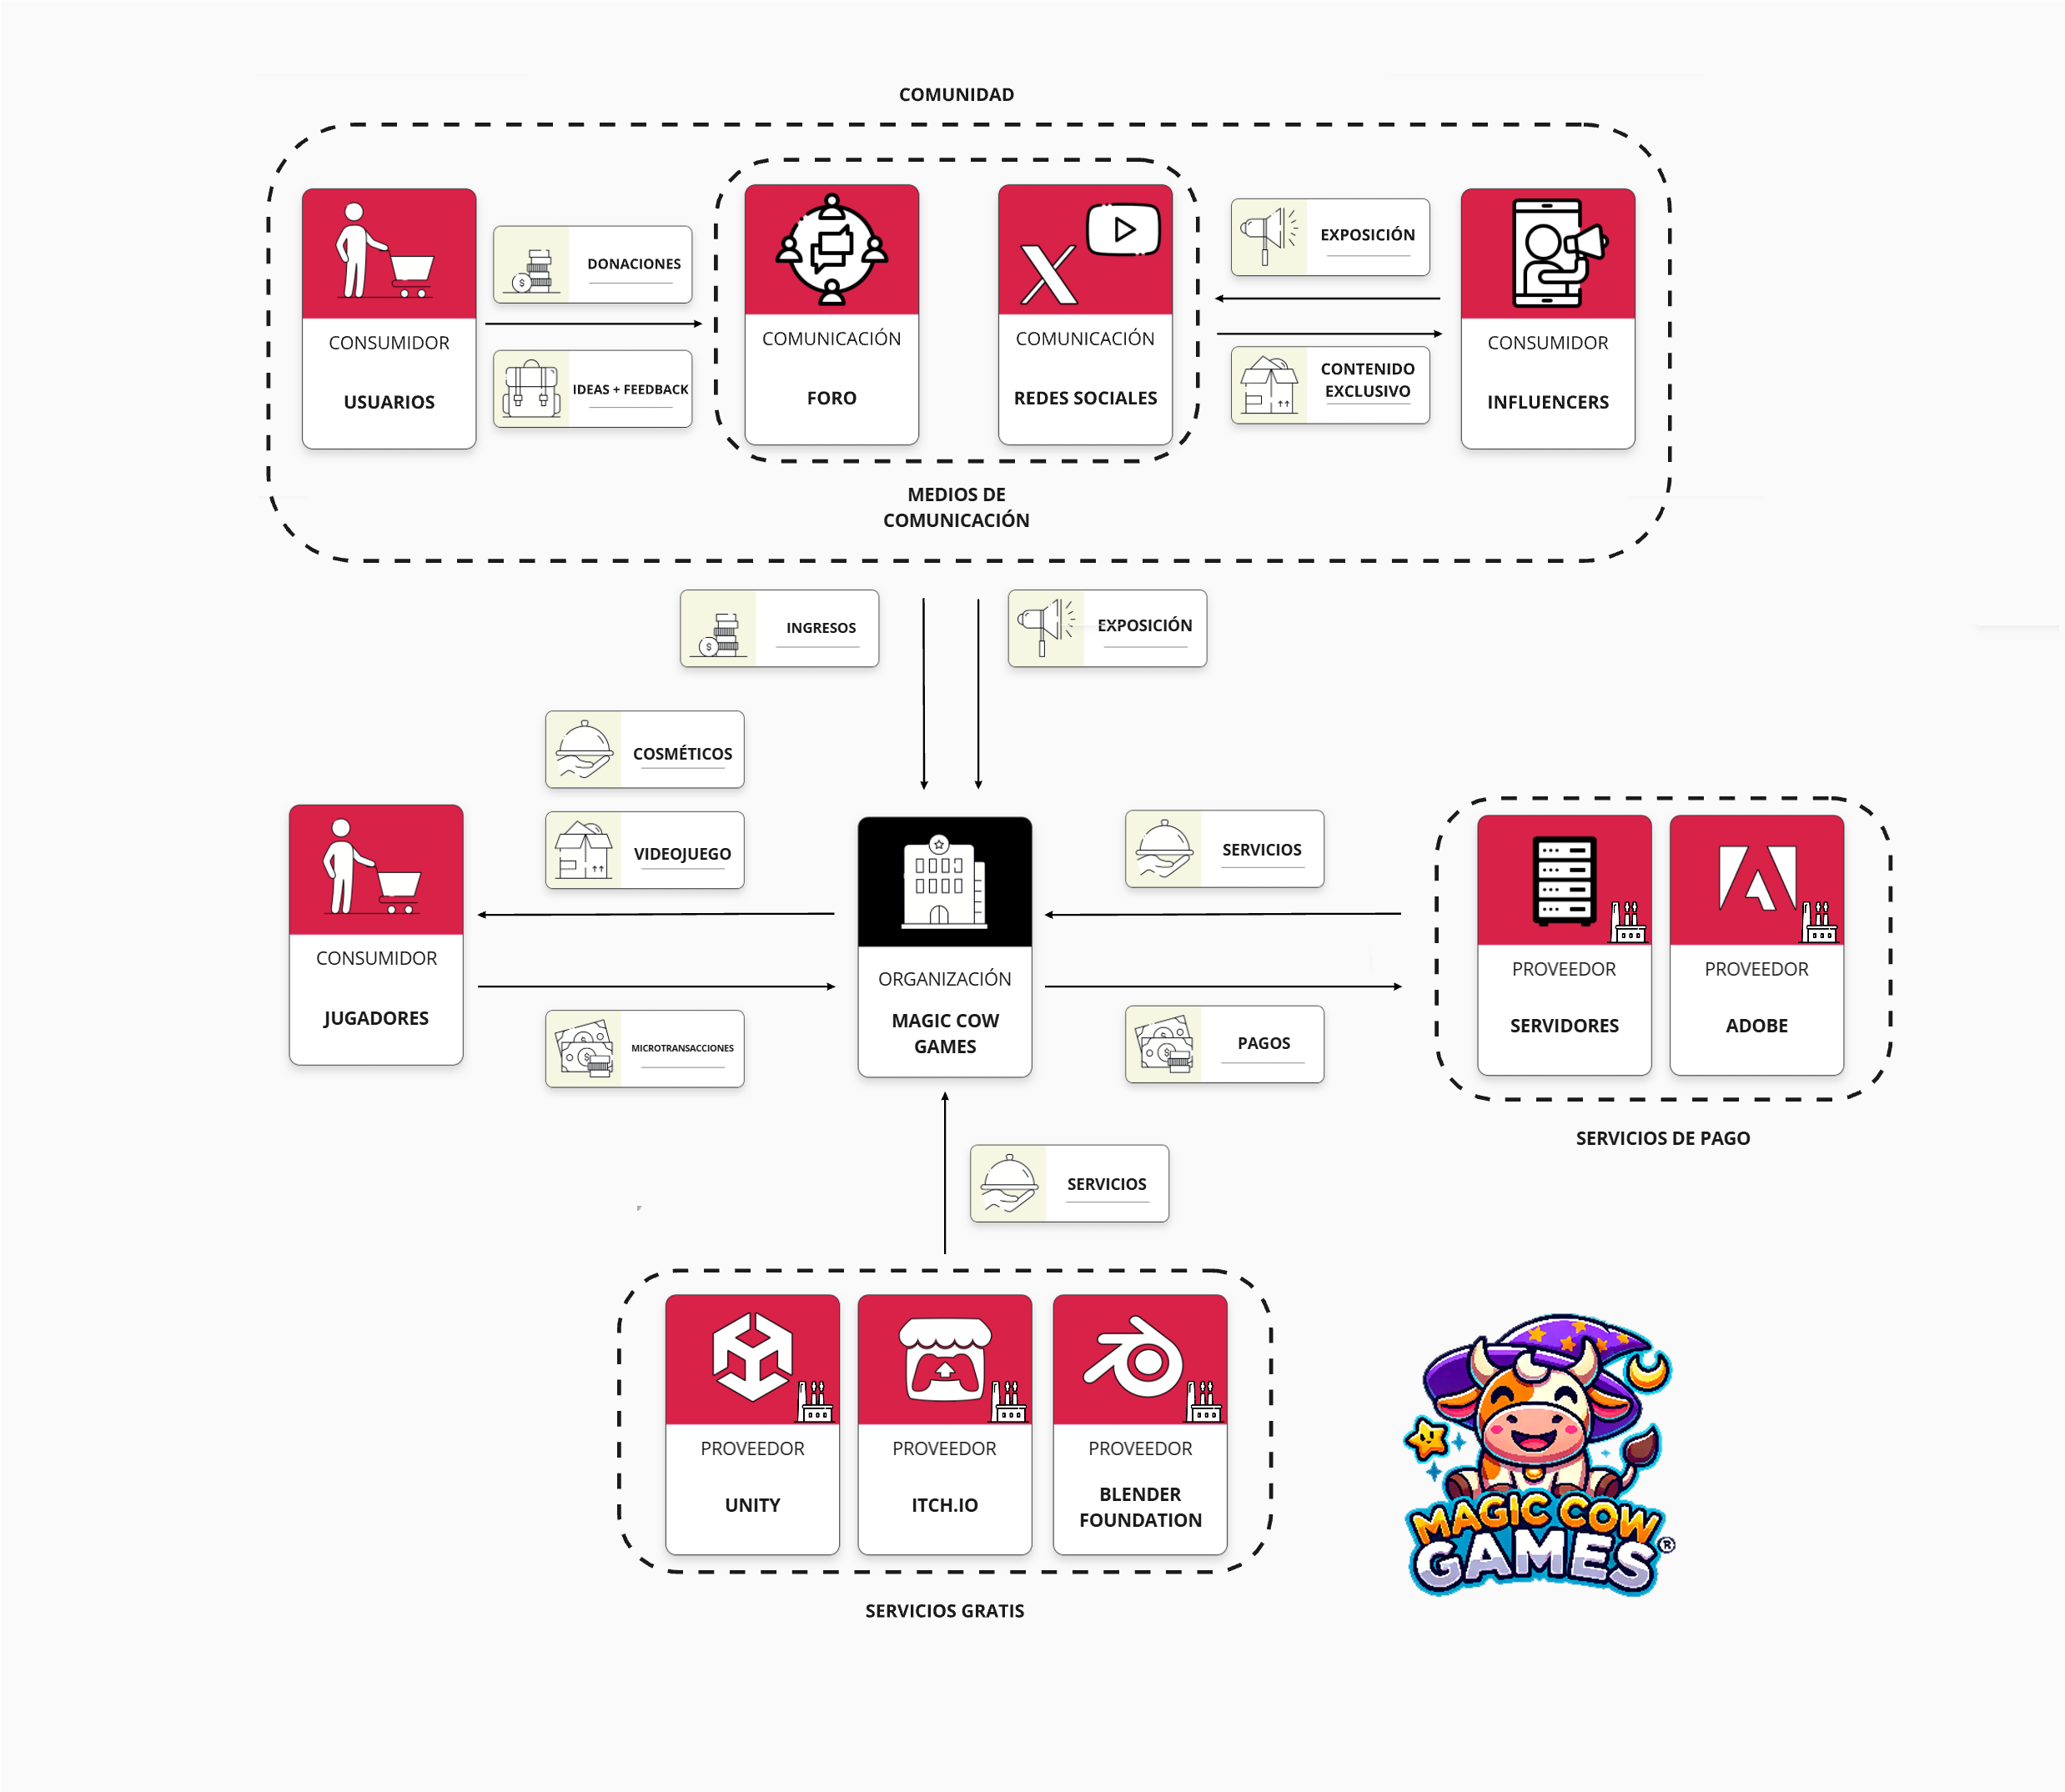 COMUNIDAD
CONSUMIDOR
USUARIOS
DONACIONES
IDEAS + FEEDBACK
COMUNICACIÓN
FORO
COMUNICACIÓN
REDES SOCIALES
EXPOSICIÓN
CONTENIDO
EXCLUSIVO
CONSUMIDOR
INFLUENCERS
MEDIOS DE
COMUNICACIÓN
INGRESOS
EXPOSICIÓN
COSMÉTICOS
VIDEOJUEGO
CONSUMIDOR
JUGADORES
MICROTRANSACCIONES
ORGANIZACIÓN
MAGIC COW
GAMES
SERVICIOS
PAGOS
PROVEEDOR
SERVIDORES
PROVEEDOR
ADOBE
SERVICIOS DE PAGO
SERVICIOS
PROVEEDOR
UNITY
PROVEEDOR
ITCH.IO
PROVEEDOR
BLENDER
FOUNDATION
SERVICIOS GRATIS
MAGIC COW
GAMES®